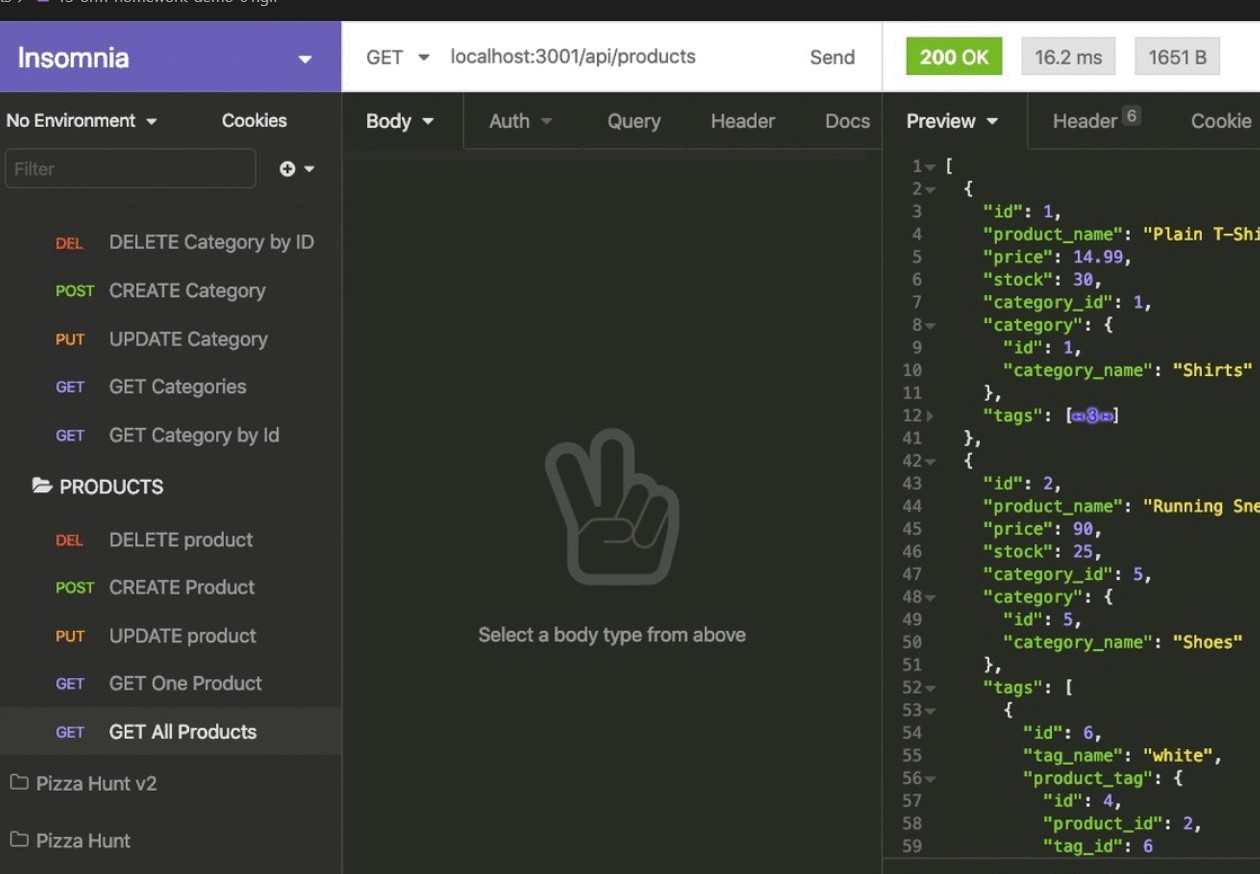 Insomnia
GET localhost:3001/api/products Send
200 OK 16.2 ms 1651 B
No Environment Cookies
Body Auth Query Header Docs
Preview Header 6 Cookie
Filter
DEL DELETE Category by ID
POST CREATE Category
PUT UPDATE Category
GET GET Categories
GET GET Category by Id
PRODUCTS
DEL DELETE product
POST CREATE Product
PUT UPDATE product
GET GET One Product
GET GET All Products
Pizza Hunt v2
Pizza Hunt
Select a body type from above
1 [
2 {
3 "id": 1,
4 "product_name": "Plain T-Shi
5 "price": 14.99,
6 "stock": 30,
7 "category_id": 1,
8 "category": {
9 "id": 1,
10 "category_name": "Shirts"
11 },
12 "tags": [↔3↔]
41 },
42 {
43 "id": 2,
44 "product_name": "Running Sne
45 "price": 90,
46 "stock": 25,
47 "category_id": 5,
48 "category": {
49 "id": 5,
50 "category_name": "Shoes"
51 },
52 "tags": [
53 {
54 "id": 6,
55 "tag_name": "white",
56 "product_tag": {
57 "id": 4,
58 "product_id": 2,
59 "tag_id": 6